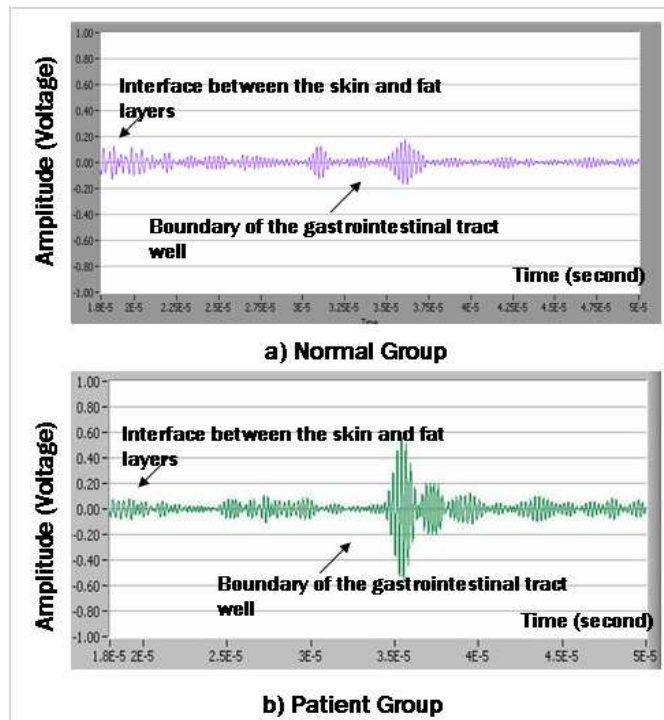 1.00
0.80
0.60
0.40
0.20
0.00
-0.20
-0.40
-0.60
-0.80
-1.00
Amplitude (Voltage)
Interface between the skin and fat
layers
Boundary of the gastrointestinal tract
well
Time (second)
1.8E-5 2E-5 2.25E-5 2.5E-5 2.75E-5 3E-5 3.25E-5 3.5E-5 3.75E-5 4E-5 4.25E-5 4.5E-5 4.75E-5 5E-5
Time
a) Normal Group
1.00
0.80
0.60
0.40
0.20
0.00
-0.20
-0.40
-0.60
-0.80
-1.00
Amplitude (Voltage)
Interface between the skin and fat
layers
Boundary of the gastrointestinal tract
well
Time (second)
1.8E-5 2E-5 2.5E-5 3E-5 3.5E-5 4E-5 4.5E-5 5E-5
b) Patient Group